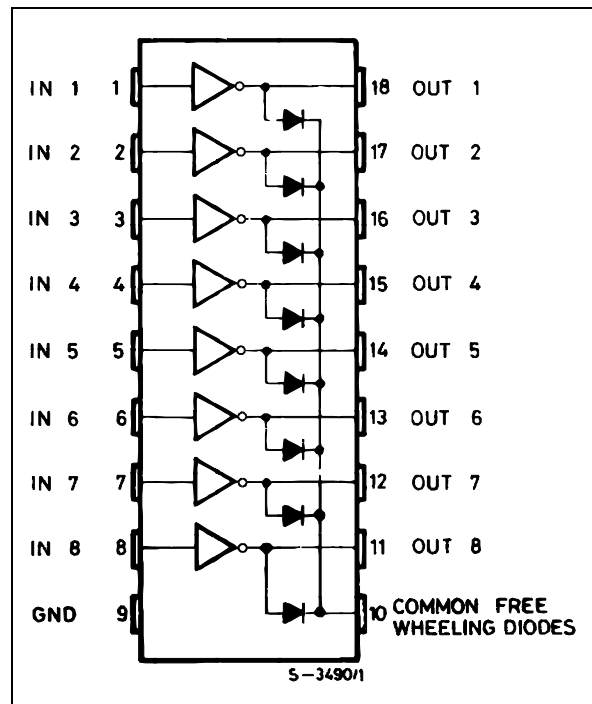 IN 1 1 18 OUT 1
IN 2 2 17 OUT 2
IN 3 3 16 OUT 3
IN 4 4 15 OUT 4
IN 5 5 14 OUT 5
IN 6 6 13 OUT 6
IN 7 7 12 OUT 7
IN 8 8 11 OUT 8
GND 9 10 COMMON FREE
WHEELING DIODES
S-3490/1